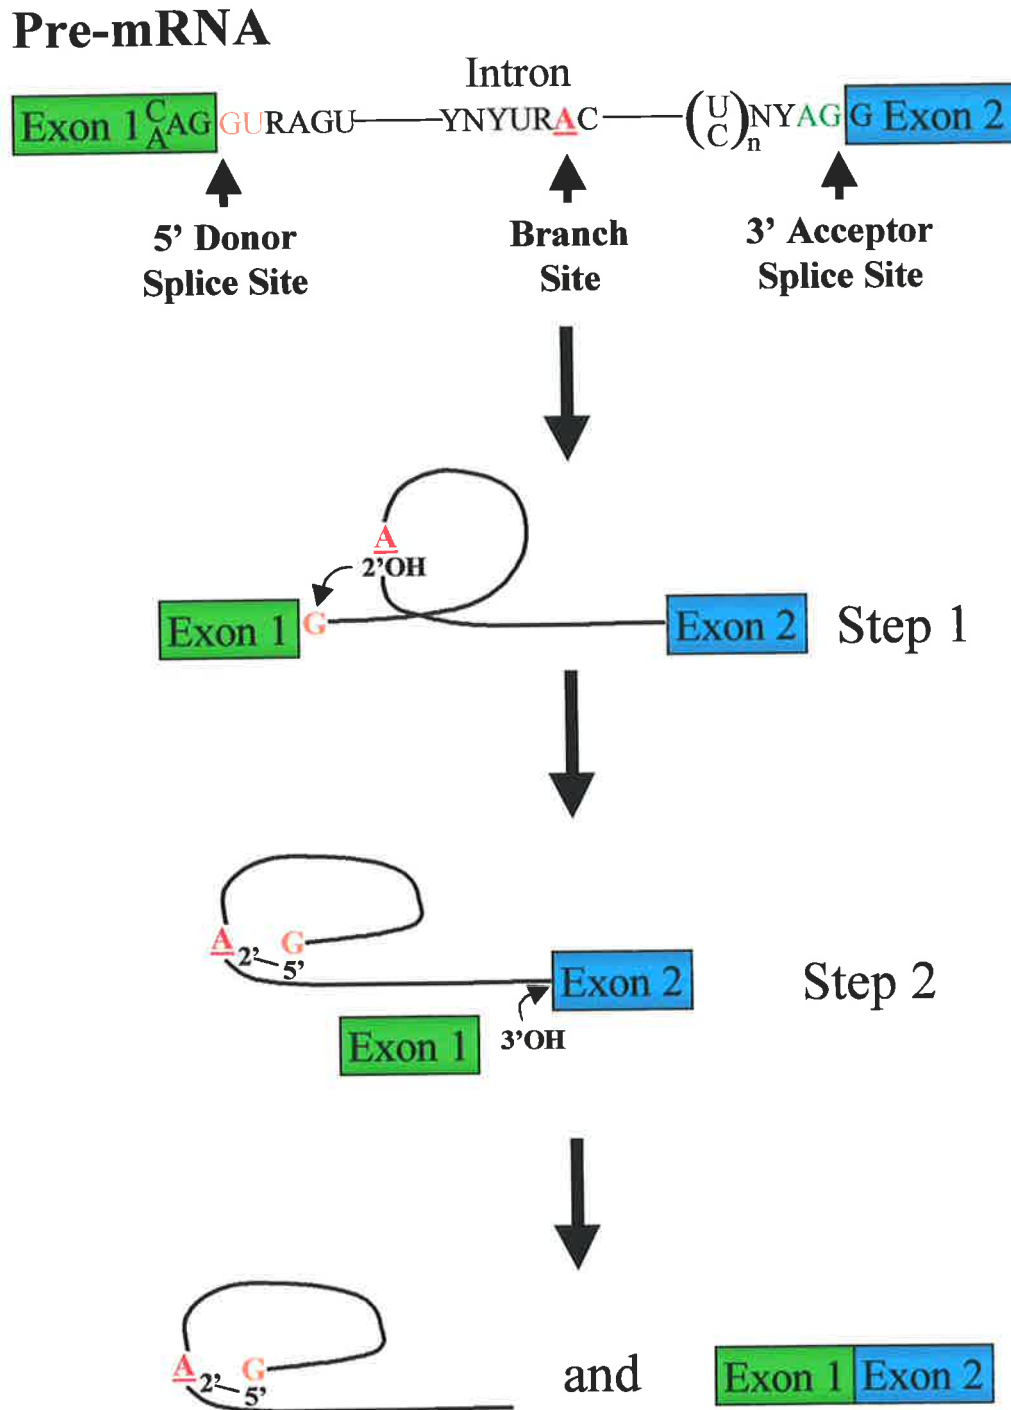 Pre-mRNA
Intron
Exon 1 C/A AG GURAGU YNYURAC (U/C)n NYAG G Exon 2
5' Donor Splice Site
Branch Site
3' Acceptor Splice Site
A
2'OH
Exon 1 G Exon 2 Step 1
A 2' 5' G
Exon 2 Step 2
Exon 1 3'OH
A 2' 5' G and Exon 1 Exon 2